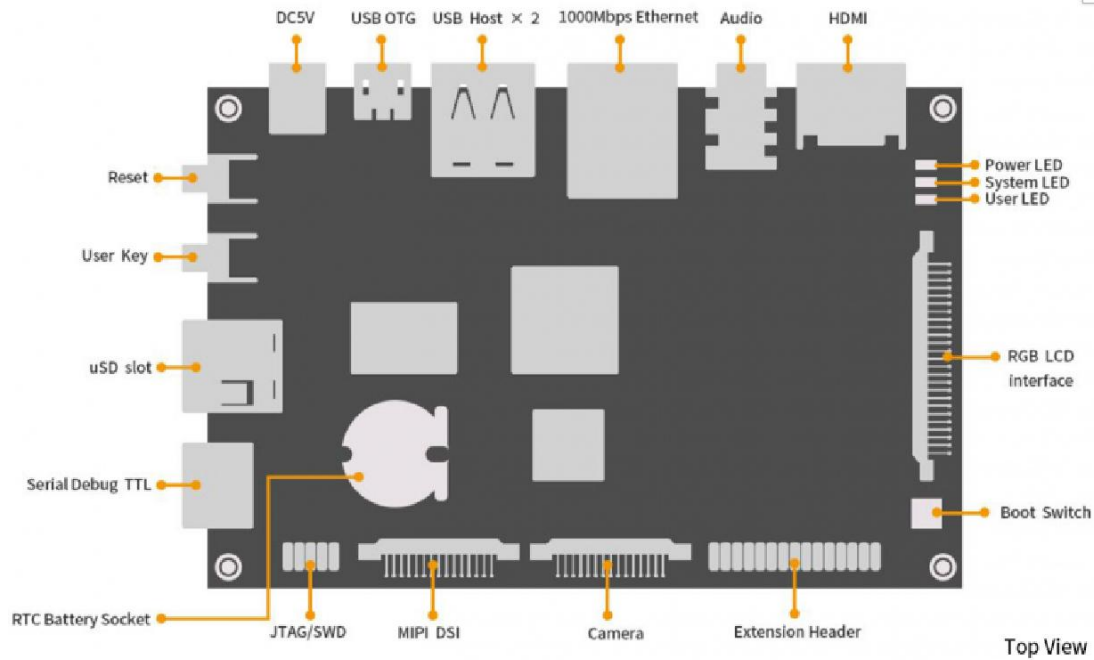 DC5V
USB OTG
USB Host × 2
1000Mbps Ethernet
Audio
HDMI
Power LED
System LED
User LED
Reset
User Key
uSD slot
RGB LCD
interface
Serial Debug TTL
Boot Switch
RTC Battery Socket
JTAG/SWD
MIPI DSI
Camera
Extension Header
Top View